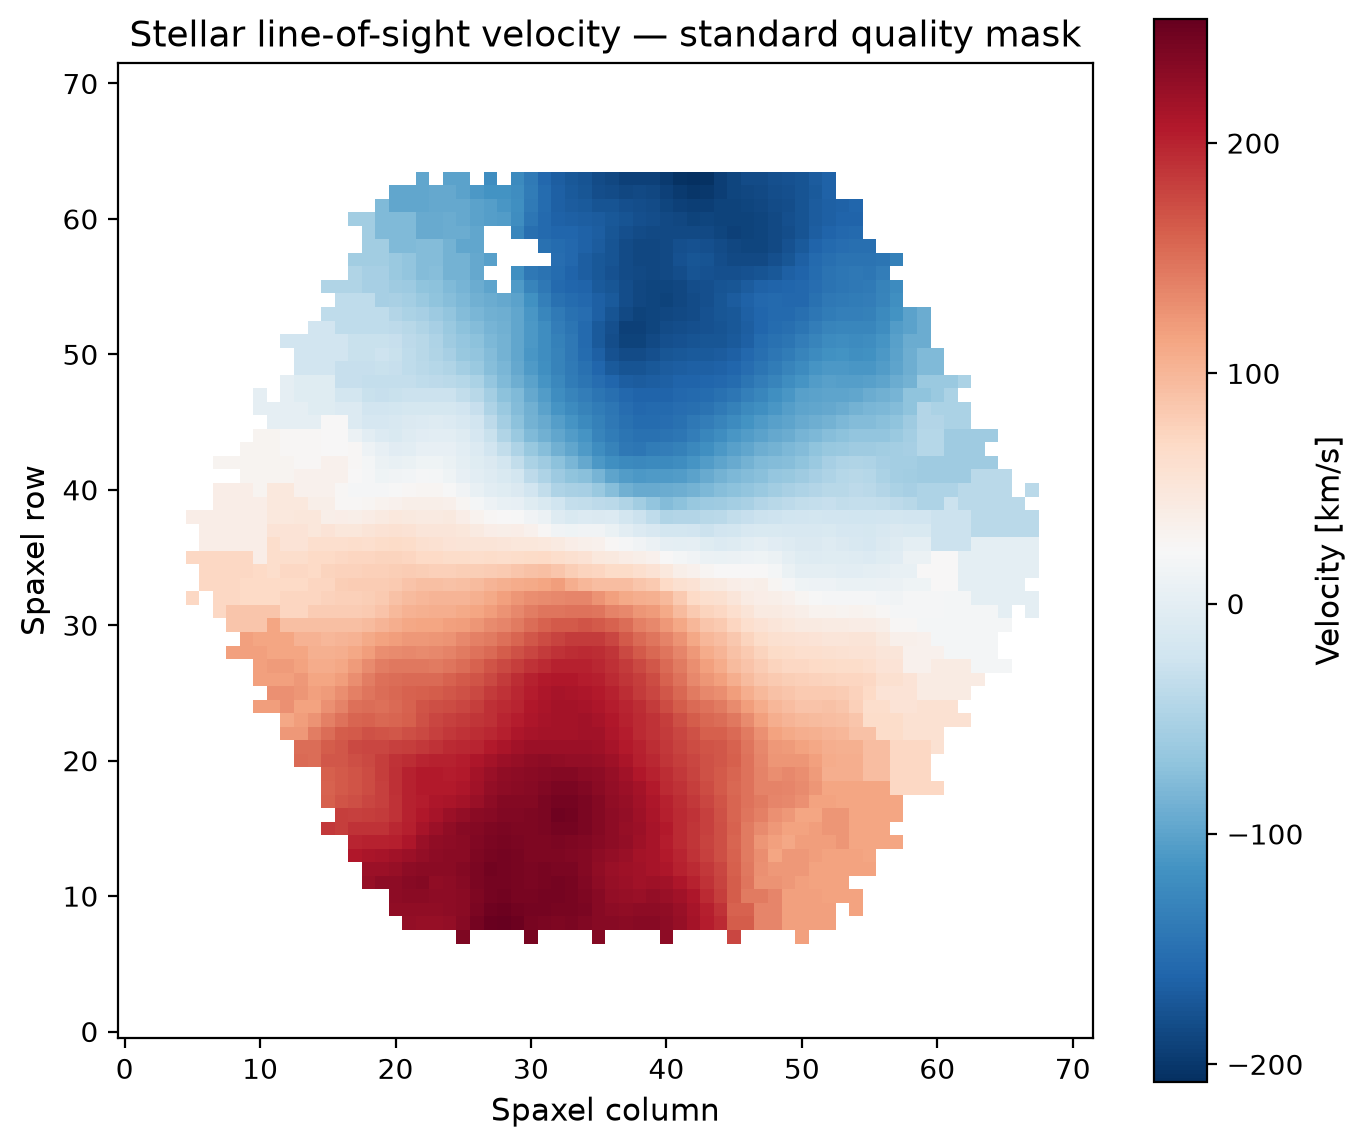 Stellar line-of-sight velocity — standard quality mask
70
60
50
40
30
20
10
0
Spaxel row
0 10 20 30 40 50 60 70
Spaxel column
200
100
0
−100
−200
Velocity [km/s]